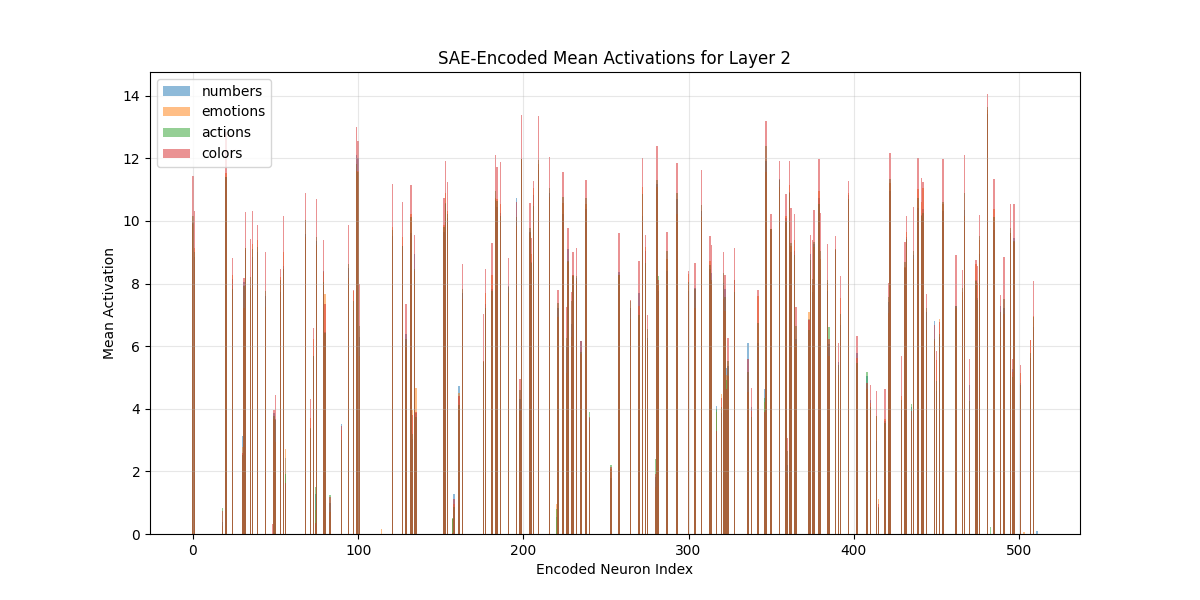 SAE-Encoded Mean Activations for Layer 2
numbers
emotions
actions
colors
Mean Activation
14
12
10
8
6
4
2
0
0 100 200 300 400 500
Encoded Neuron Index